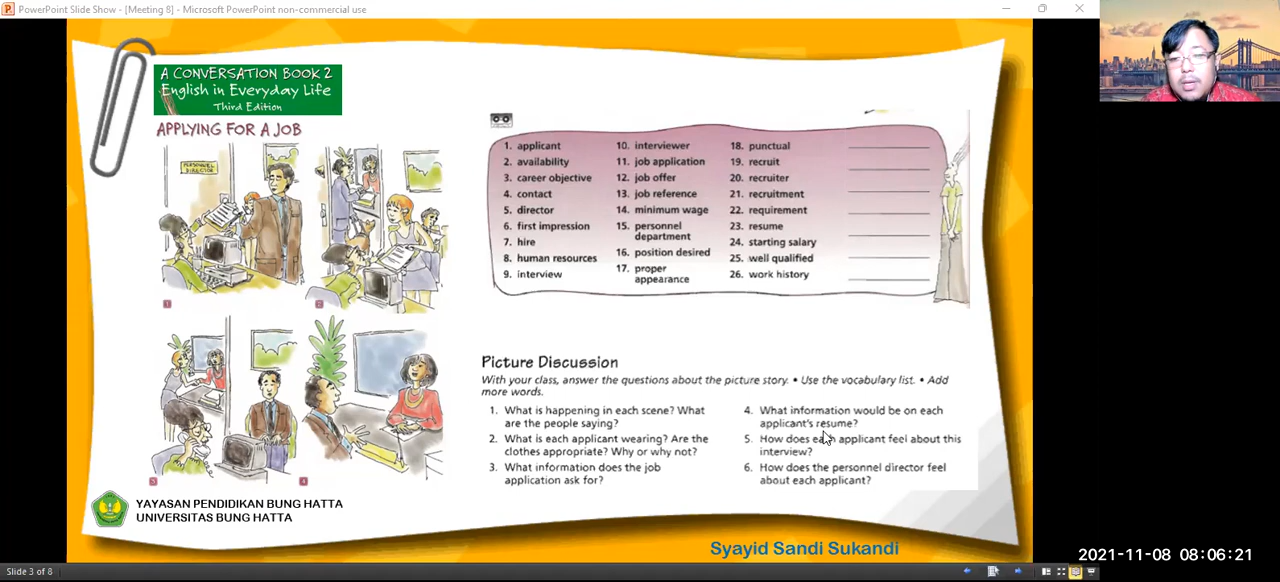 PowerPoint Slide Show - [Meeting 8] - Microsoft PowerPoint non-commercial use
A CONVERSATION BOOK 2
English in Everyday Life
Third Edition
APPLYING FOR A JOB
PERSONNEL
DIRECTOR
1
2
3
4
1. applicant
2. availability
3. career objective
4. contact
5. director
6. first impression
7. hire
8. human resources
9. interview
10. interviewer
11. job application
12. job offer
13. job reference
14. minimum wage
15. personnel
department
16. position desired
17. proper
appearance
18. punctual
19. recruit
20. recruiter
21. recruitment
22. requirement
23. resume
24. starting salary
25. well qualified
26. work history
Picture Discussion
With your class, answer the questions about the picture story. • Use the vocabulary list. • Add
more words.
1. What is happening in each scene? What
are the people saying?
2. What is each applicant wearing? Are the
clothes appropriate? Why or why not?
3. What information does the job
application ask for?
4. What information would be on each
applicant's resume?
5. How does each applicant feel about this
interview?
6. How does the personnel director feel
about each applicant?
YAYASAN PENDIDIKAN BUNG HATTA
UNIVERSITAS BUNG HATTA
Syayid Sandi Sukandi
2021-11-08 08:06:21
Slide 3 of 8